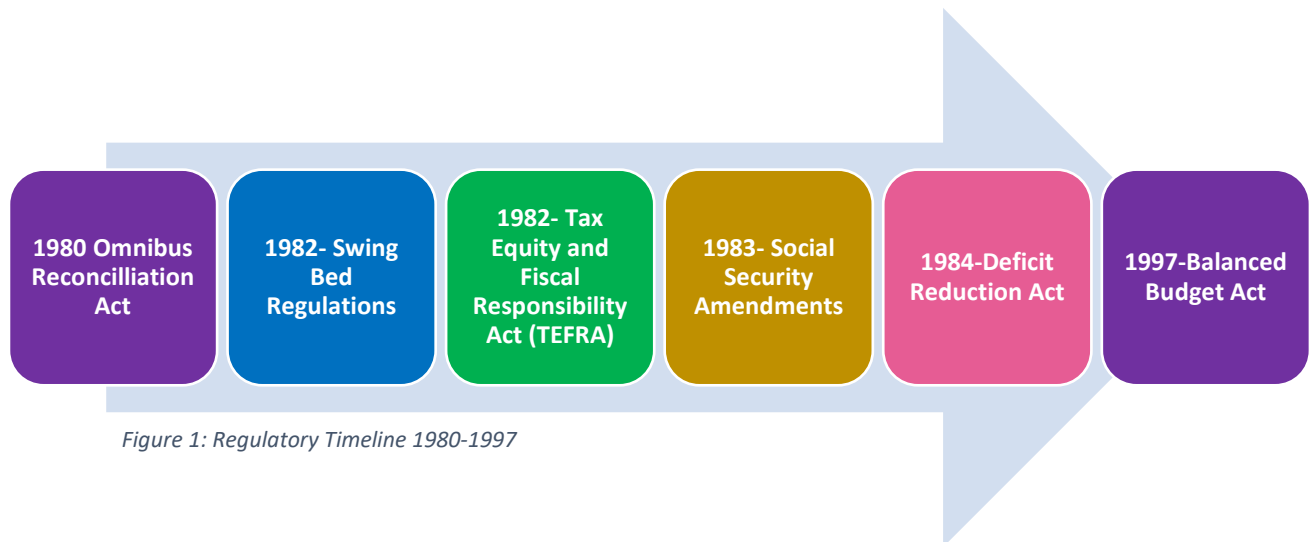 1980 Omnibus
Reconcilliation
Act
1982- Swing
Bed
Regulations
1982- Tax
Equity and
Fiscal
Responsibility
Act (TEFRA)
1983- Social
Security
Amendments
1984-Deficit
Reduction Act
1997-Balanced
Budget Act
Figure 1: Regulatory Timeline 1980-1997